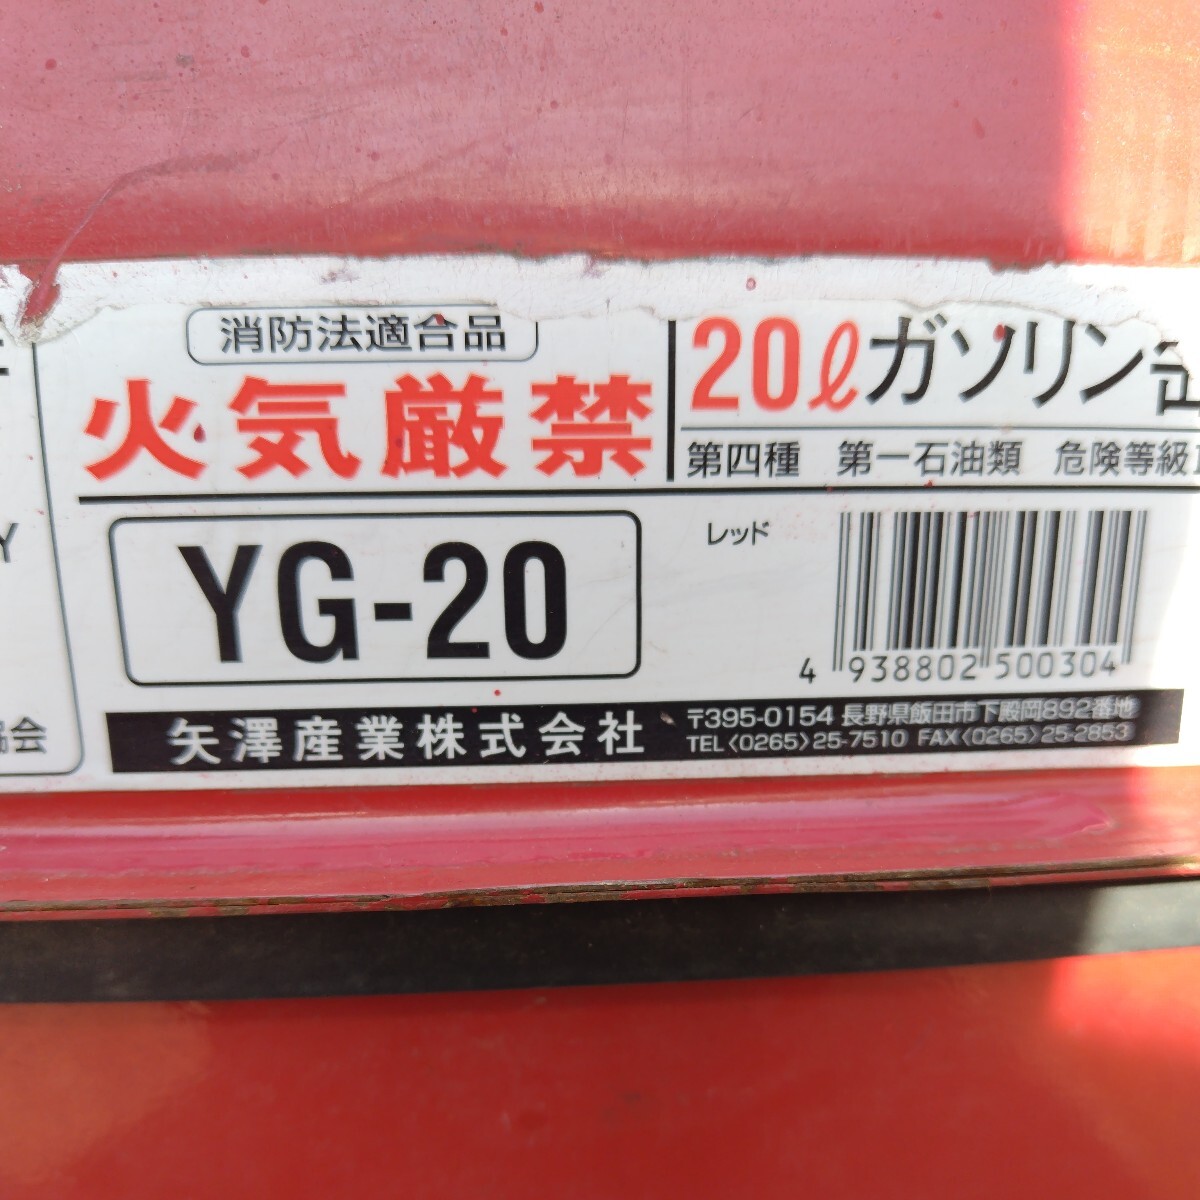 消防法適合品
火気厳禁
20ℓガソリン缶
第四種 第一石油類 危険等級
YG-20
レッド
4 938802 500304
矢澤産業株式会社
〒395-0154 長野県飯田市下殿岡892番地
TEL〈0265〉25-7510 FAX〈0265〉25-2853
Y
協会